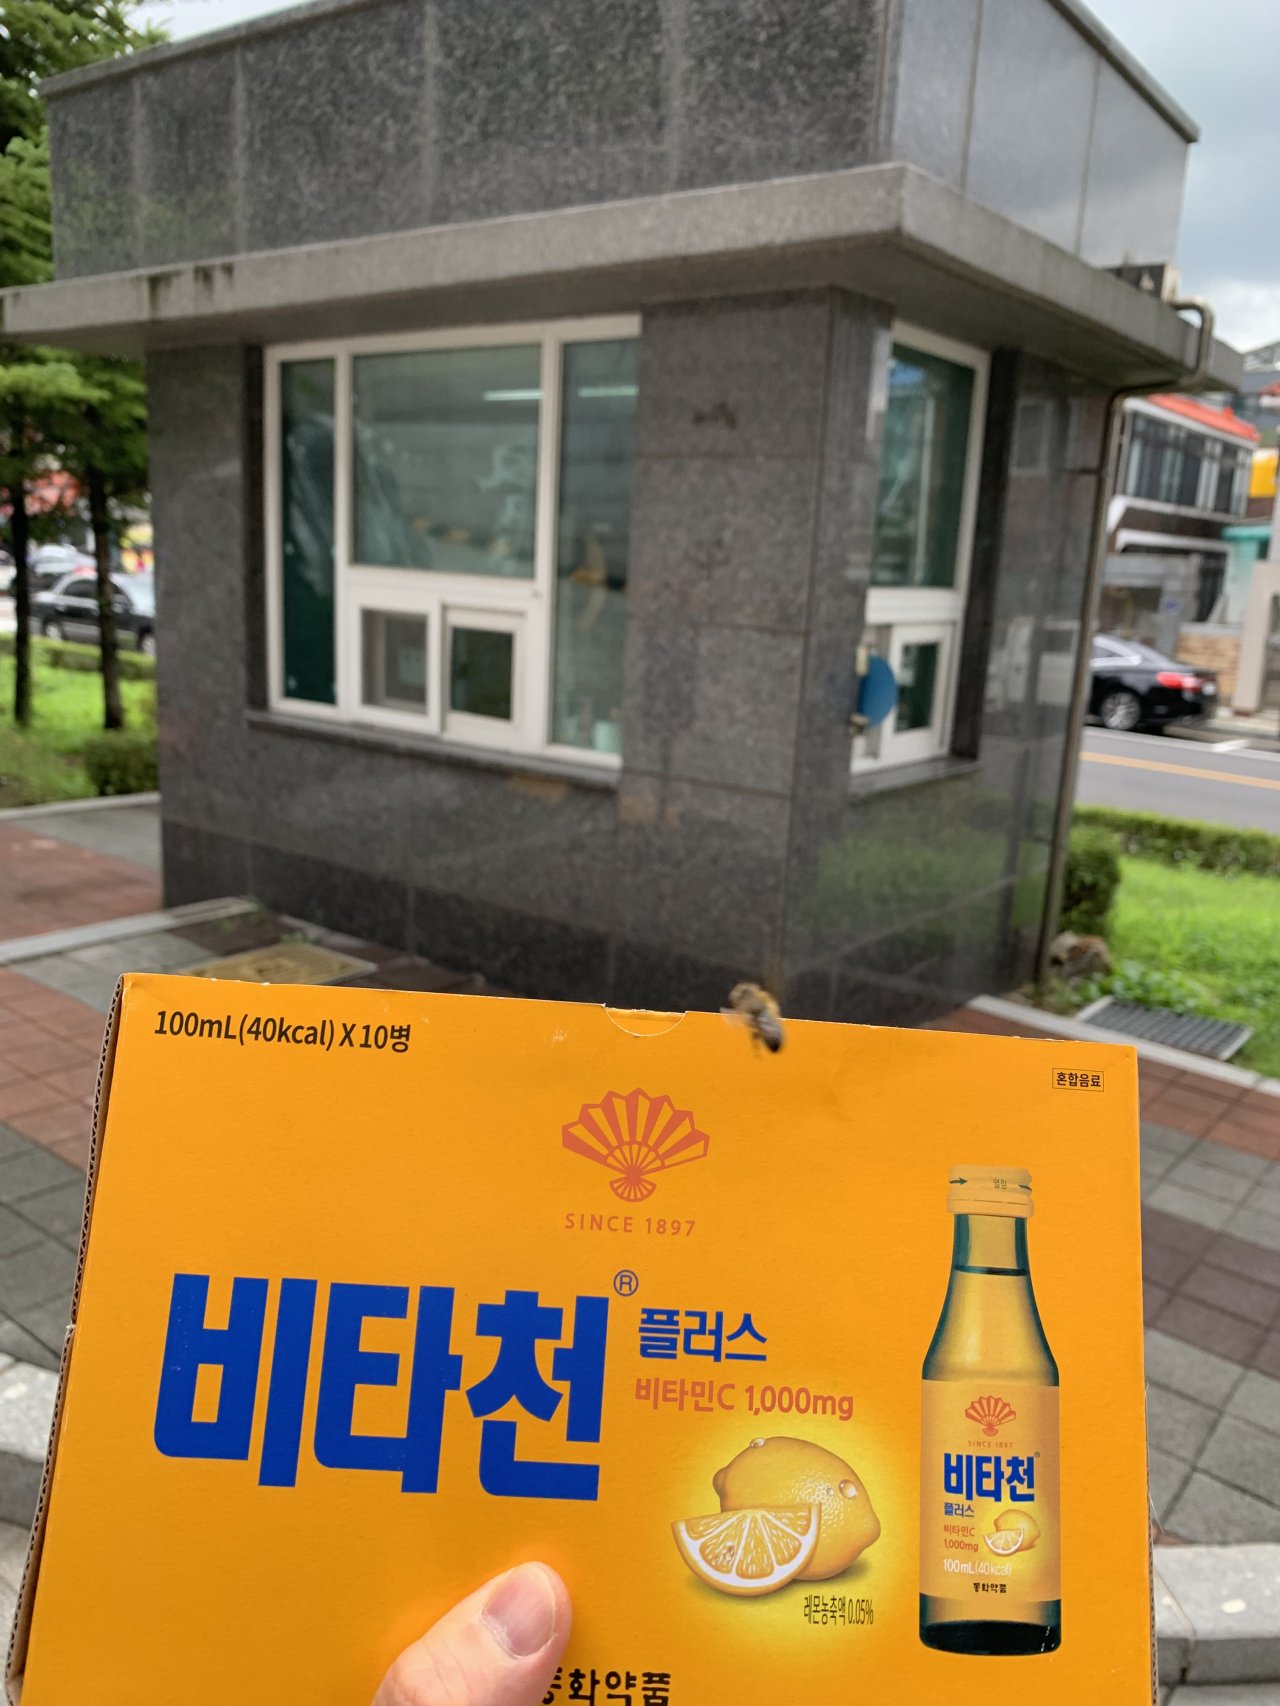 100mL(40kcal) X 10병
혼합음료
SINCE 1897
비타천® 플러스
비타민C 1,000mg
레몬농축액 0.05%
동화약품
열림
SINCE 1897
비타천®
플러스
비타민C
1,000mg
100mL(40kcal)
동화약품